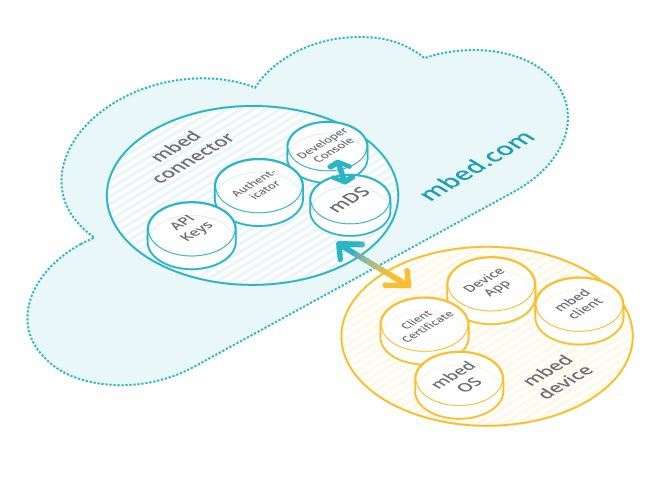 mbed
connector
Developer
Console
Authent-
icator
mDS
API
Keys
mbed.com
Device
App
mbed
client
Client
Certificate
mbed
OS
mbed
device